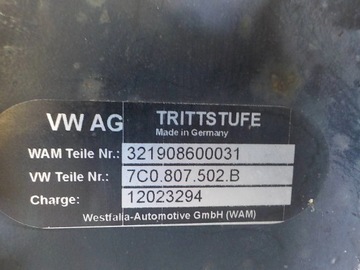 VW AG TRITTSTUFE
Made in Germany
WAM Teile Nr.: 321908600031
VW Teile Nr.: 7C0.807.502.B
Charge: 12023294
Westfalia-Automotive GmbH (WAM)